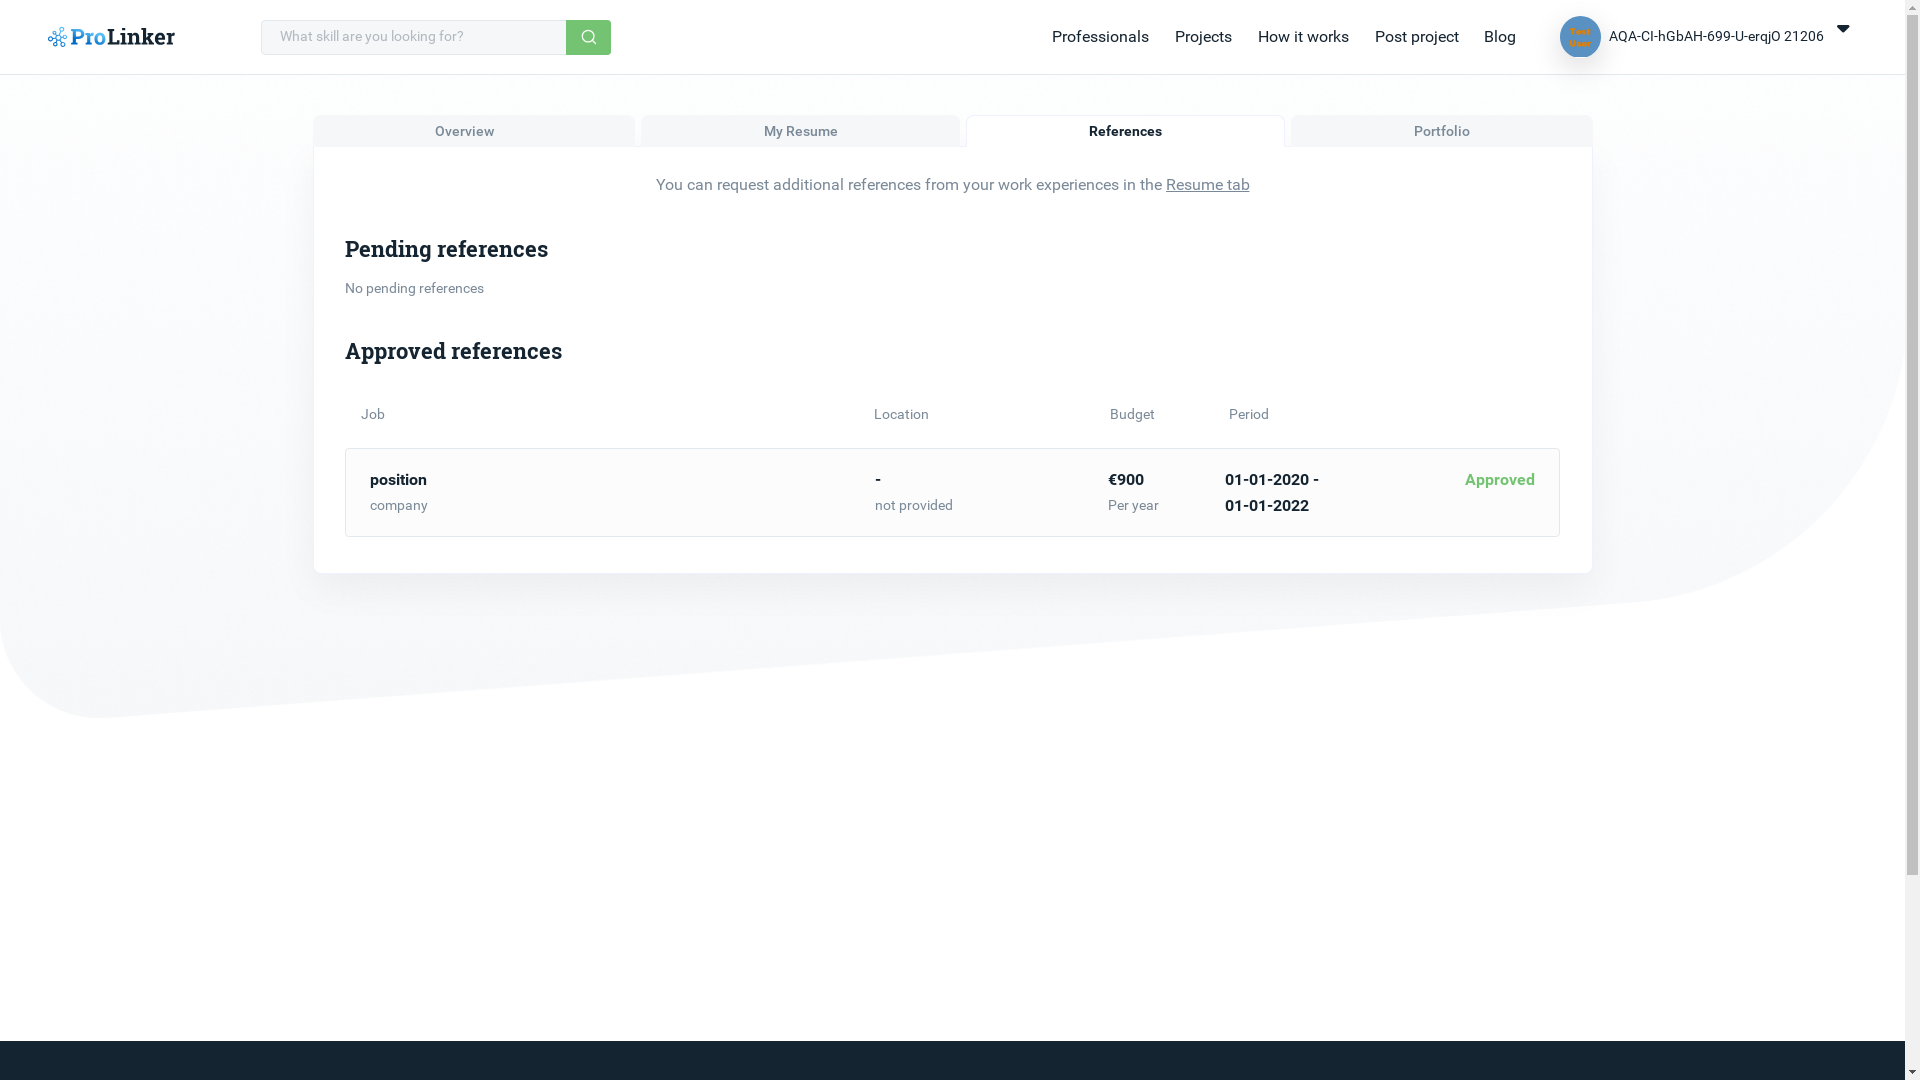 ProLinker
What skill are you looking for?
Professionals
Projects
How it works
Post project
Blog
Test
User
AQA-CI-hGbAH-699-U-erqjO 21206
Overview
My Resume
References
Portfolio
You can request additional references from your work experiences in the Resume tab
Pending references
No pending references
Approved references
Job
Location
Budget
Period
position
company
-
not provided
€900
Per year
01-01-2020 -
01-01-2022
Approved